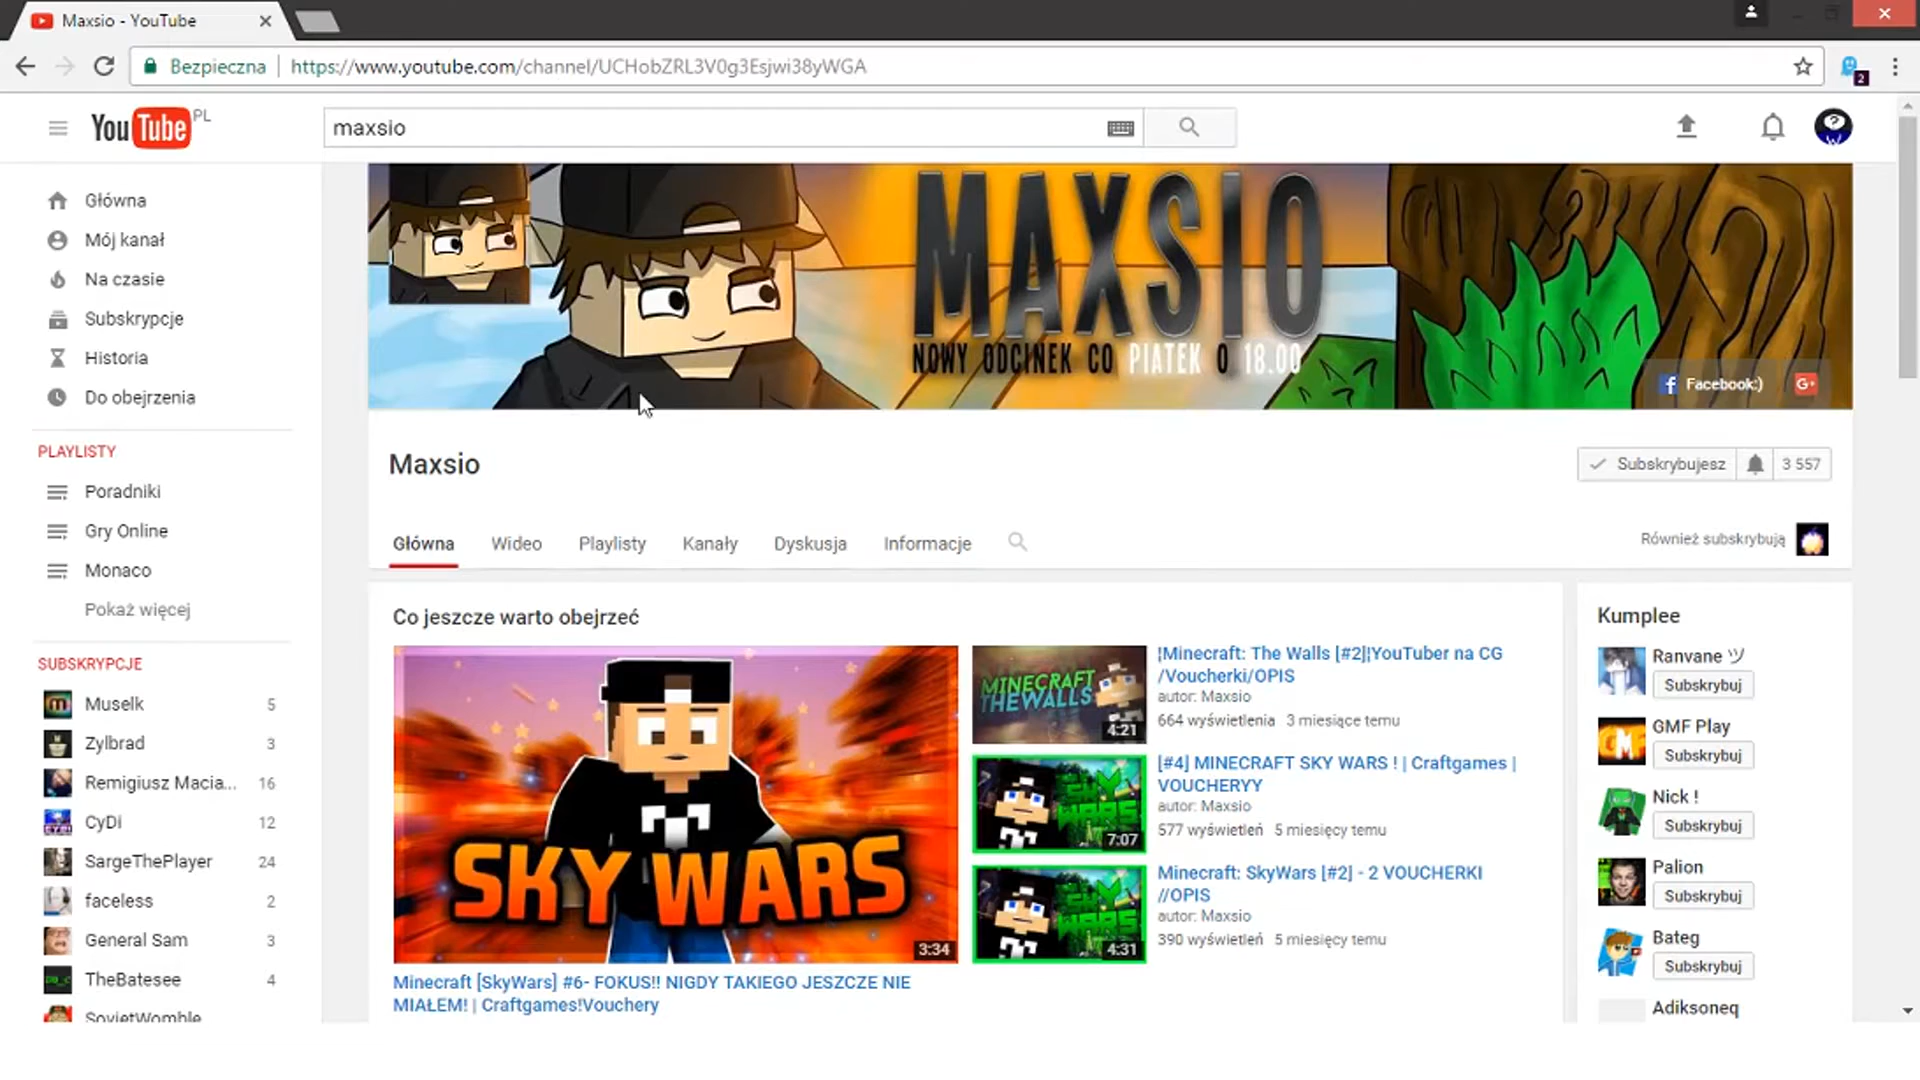 Maxsio - YouTube
Bezpieczna
https://www.youtube.com/channel/UCHobZRL3V0g3Esjwi38yWGA
2
YouTube PL
maxsio
Główna
Mój kanał
Na czasie
Subskrypcje
Historia
Do obejrzenia
PLAYLISTY
Poradniki
Gry Online
Monaco
Pokaż więcej
SUBSKRYPCJE
Muselk 5
Zylbrad 3
Remigiusz Macia... 16
CyDi 12
SargeThePlayer 24
faceless 2
General Sam 3
TheBatesee 4
SovietWomble
MAXSIO
NOWY ODCINEK CO PIATEK O 18.00
Facebook:)
G+
Maxsio
Subskrybujesz 3 557
Główna Wideo Playlisty Kanały Dyskusja Informacje
Również subskrybują
Co jeszcze warto obejrzeć
SKY WARS
3:34
Minecraft [SkyWars] #6- FOKUS!! NIGDY TAKIEGO JESZCZE NIE
MIAŁEM! | Craftgames!Vouchery
MINECRAFT
THE WALLS
4:21
¦Minecraft: The Walls [#2]¦YouTuber na CG
/Voucherki/OPIS
autor: Maxsio
664 wyświetlenia 3 miesiące temu
SKY
WARS
7:07
[#4] MINECRAFT SKY WARS ! | Craftgames |
VOUCHERYY
autor: Maxsio
577 wyświetleń 5 miesięcy temu
SKY
WARS
4:31
Minecraft: SkyWars [#2] - 2 VOUCHERKI
//OPIS
autor: Maxsio
390 wyświetleń 5 miesięcy temu
Kumplee
Ranvane ツ
Subskrybuj
GMF
GMF Play
Subskrybuj
Nick !
Subskrybuj
Palion
Subskrybuj
Bateg
Subskrybuj
Adiksoneq